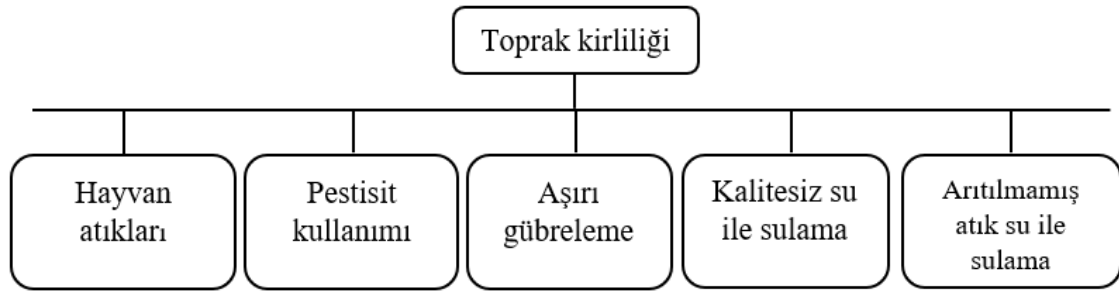 Toprak kirliliği
Hayvan
atıkları
Pestisit
kullanımı
Aşırı
gübreleme
Kalitesiz su
ile sulama
Arıtılmamış
atık su ile
sulama